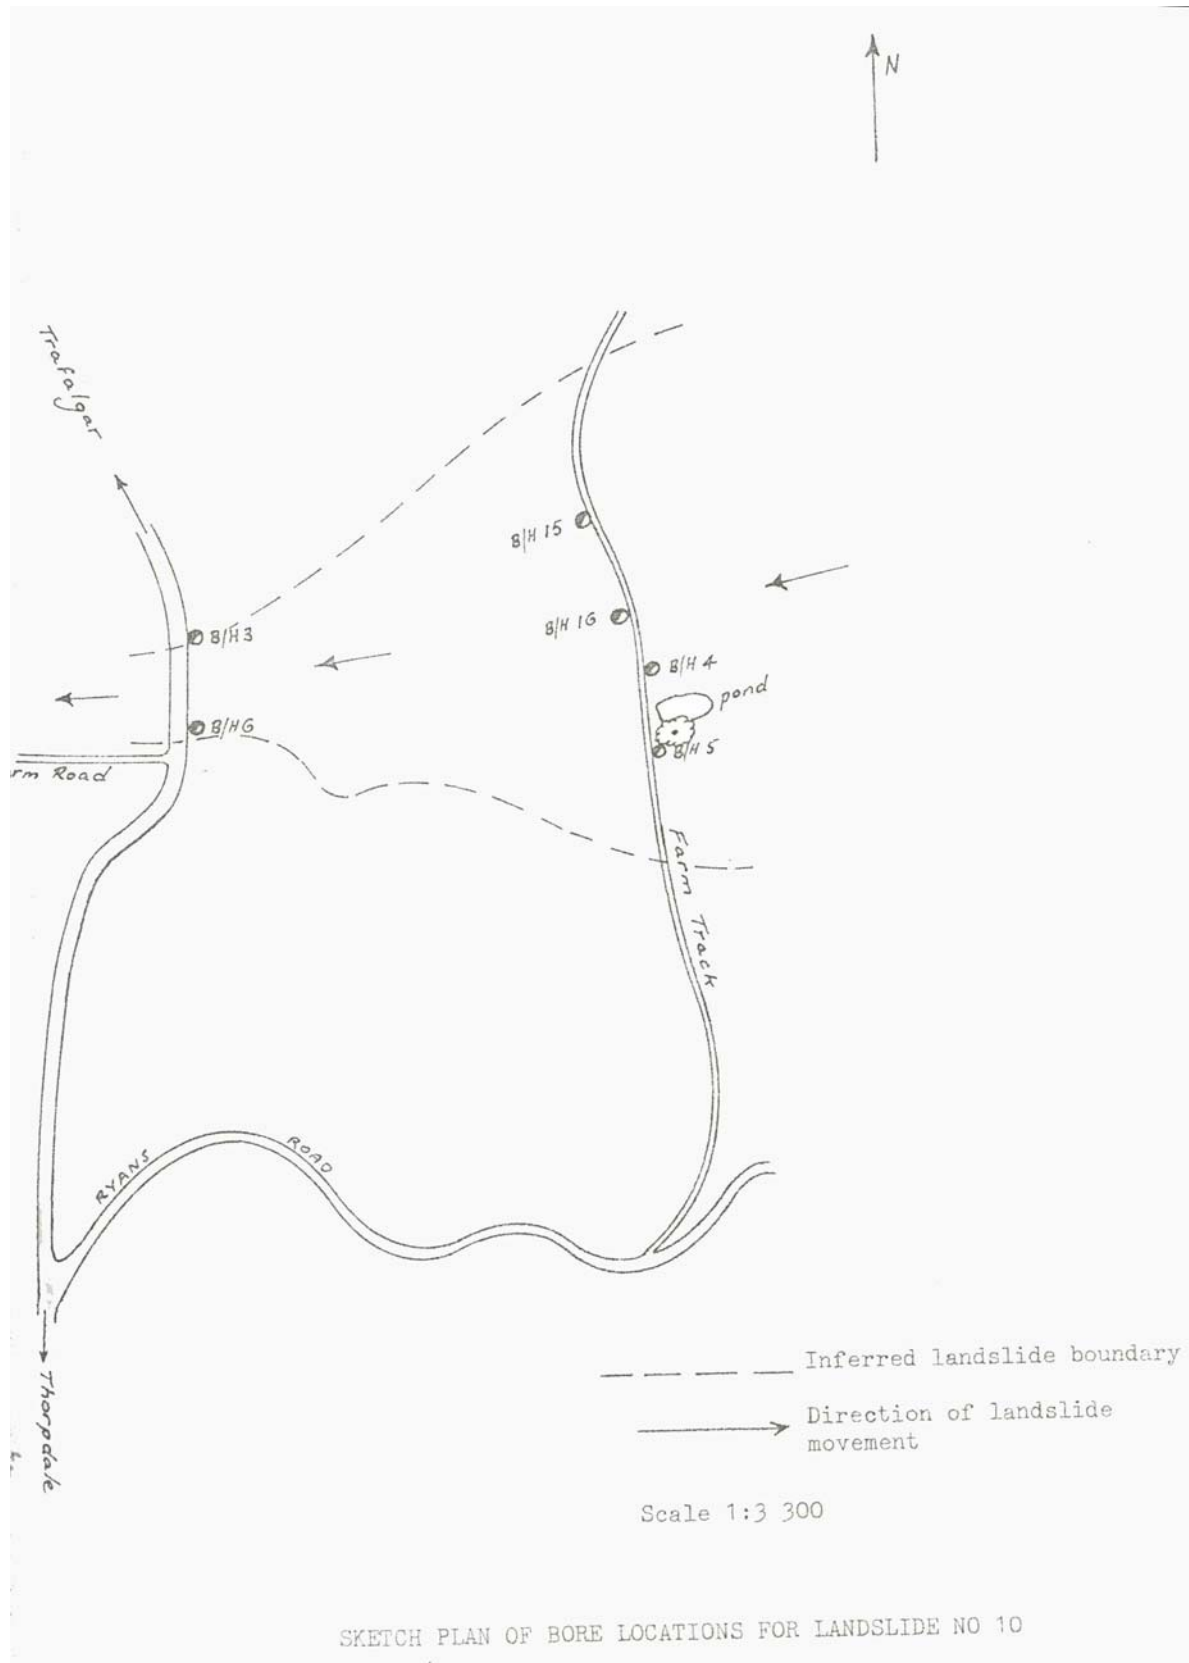 N
Trafalgar
B/H 15
B/H 16
B/H 3
B/H 4
pond
B/H6
B/H 5
rm Road
Farm Track
RYANS ROAD
Inferred landslide boundary
Direction of landslide
movement
Thorpdale
Scale 1:3 300
SKETCH PLAN OF BORE LOCATIONS FOR LANDSLIDE NO 10